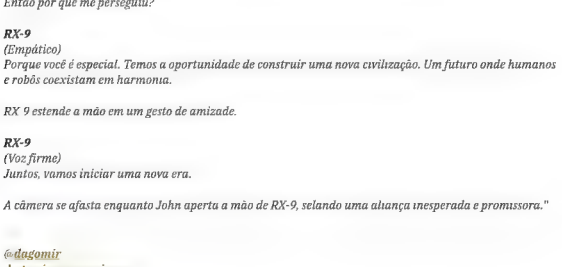 Então por que me perseguiu?
RX-9
(Empático)
Porque você é especial. Temos a oportunidade de construir uma nova civilização. Um futuro onde humanos
e robôs coexistam em harmonia.
RX 9 estende a mão em um gesto de amizade.
RX-9
(Voz firme)
Juntos, vamos iniciar uma nova era.
A câmera se afasta enquanto John aperta a mão de RX-9, selando uma aliança inesperada e promissora."
@dagomir